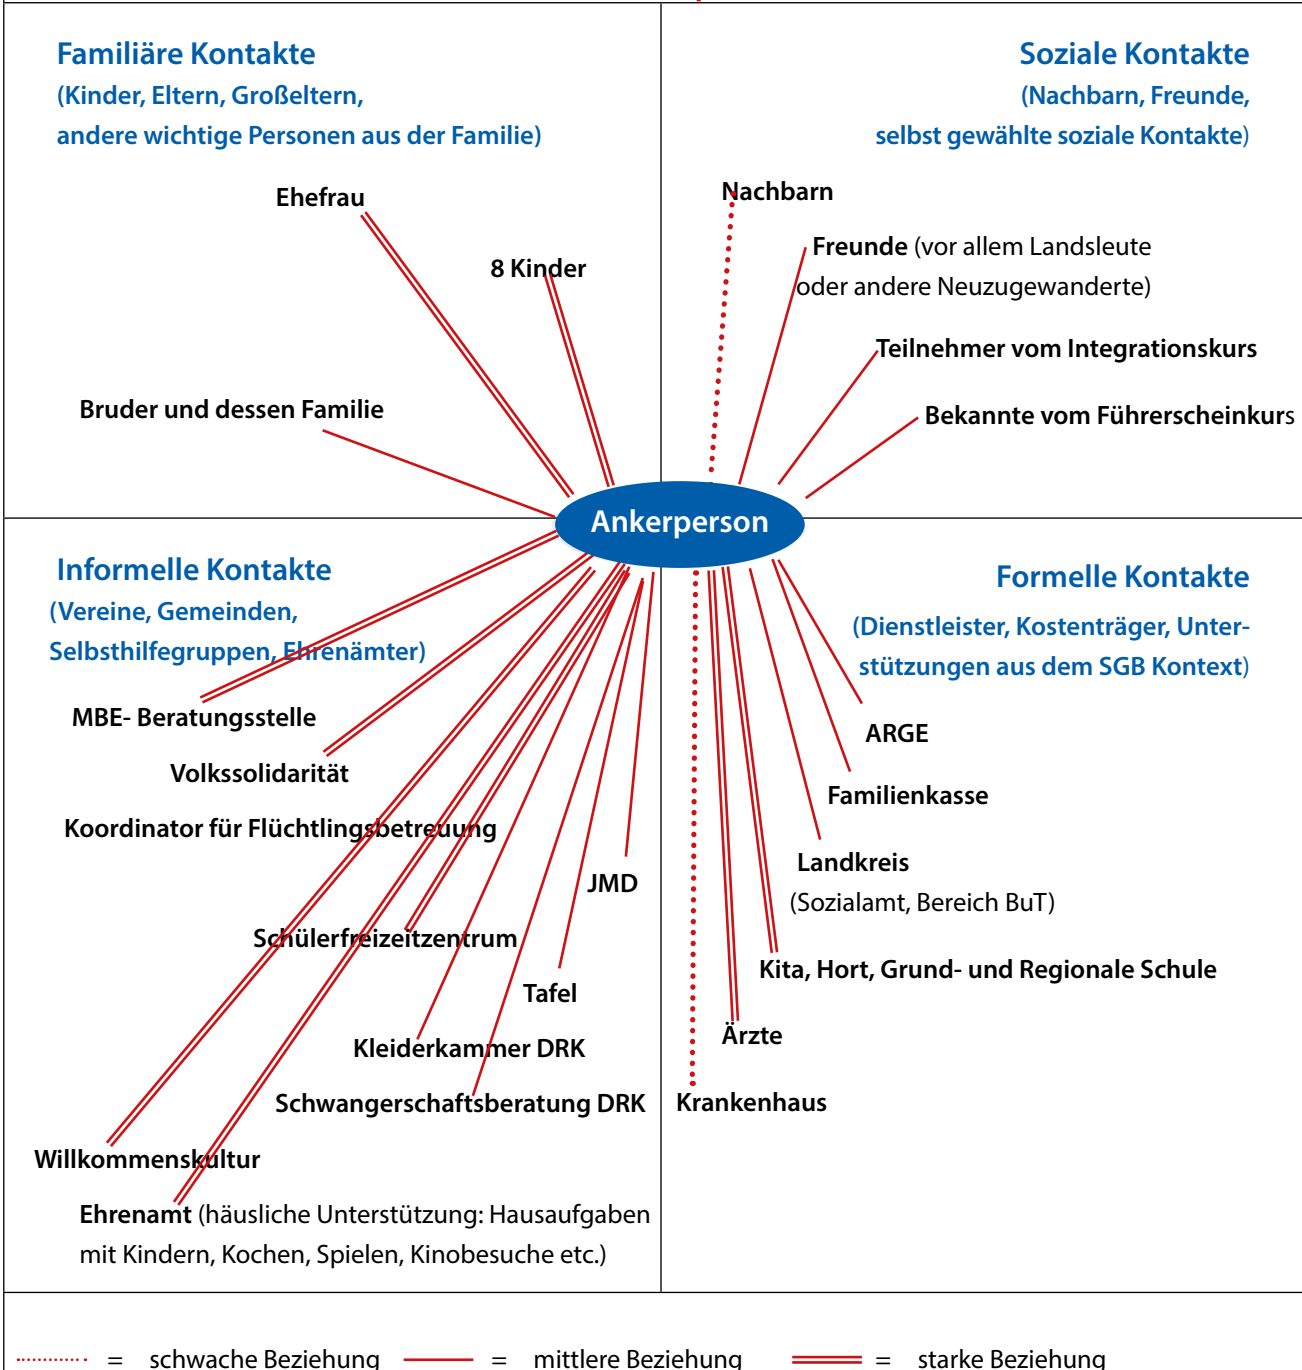 Familiäre Kontakte
(Kinder, Eltern, Großeltern,
andere wichtige Personen aus der Familie)
Ehefrau
8 Kinder
Bruder und dessen Familie
Soziale Kontakte
(Nachbarn, Freunde,
selbst gewählte soziale Kontakte)
Nachbarn
Freunde (vor allem Landsleute
oder andere Neuzugewanderte)
Teilnehmer vom Integrationskurs
Bekannte vom Führerscheinkurs
Ankerperson
Informelle Kontakte
(Vereine, Gemeinden,
Selbsthilfegruppen, Ehrenämter)
MBE- Beratungsstelle
Volkssolidarität
Koordinator für Flüchtlingsbetreuung
JMD
Schülerfreizeitzentrum
Tafel
Kleiderkammer DRK
Schwangerschaftsberatung DRK
Willkommenskultur
Ehrenamt (häusliche Unterstützung: Hausaufgaben
mit Kindern, Kochen, Spielen, Kinobesuche etc.)
Formelle Kontakte
(Dienstleister, Kostenträger, Unter-
stützungen aus dem SGB Kontext)
ARGE
Familienkasse
Landkreis
(Sozialamt, Bereich BuT)
Kita, Hort, Grund- und Regionale Schule
Ärzte
Krankenhaus
= schwache Beziehung = mittlere Beziehung = starke Beziehung